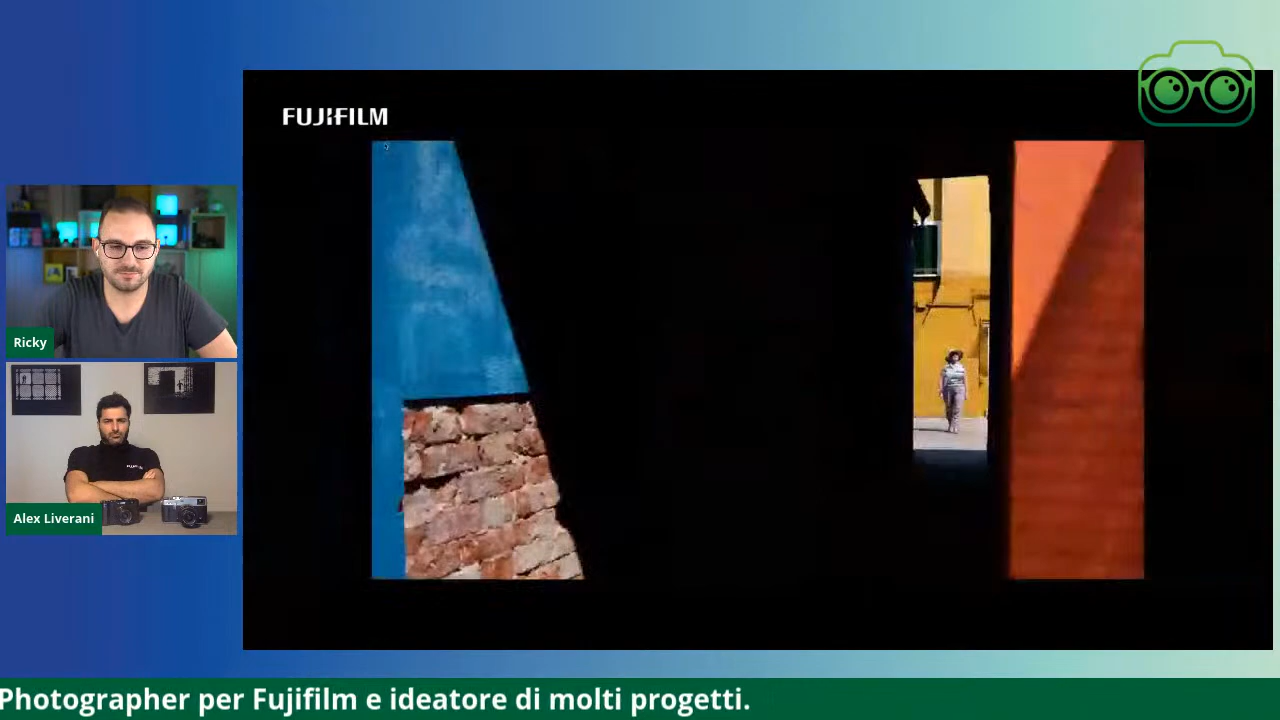 FUJIFILM
Ricky
Alex Liverani
Photographer per Fujifilm e ideatore di molti progetti.